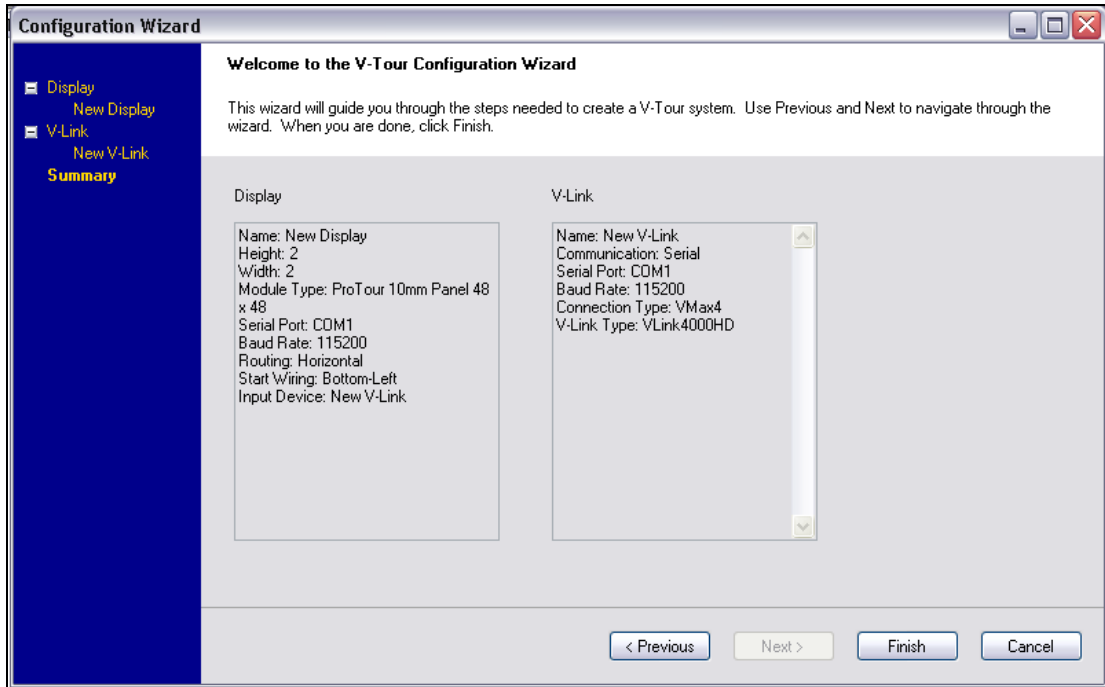 Configuration Wizard
Display
New Display
V-Link
New V-Link
Summary
Welcome to the V-Tour Configuration Wizard
This wizard will guide you through the steps needed to create a V-Tour system. Use Previous and Next to navigate through the
wizard. When you are done, click Finish.
Display
Name: New Display
Height: 2
Width: 2
Module Type: ProTour 10mm Panel 48
x 48
Serial Port: COM1
Baud Rate: 115200
Routing: Horizontal
Start Wiring: Bottom-Left
Input Device: New V-Link
V-Link
Name: New V-Link
Communication: Serial
Serial Port: COM1
Baud Rate: 115200
Connection Type: VMax4
V-Link Type: VLink4000HD
< Previous
Next >
Finish
Cancel